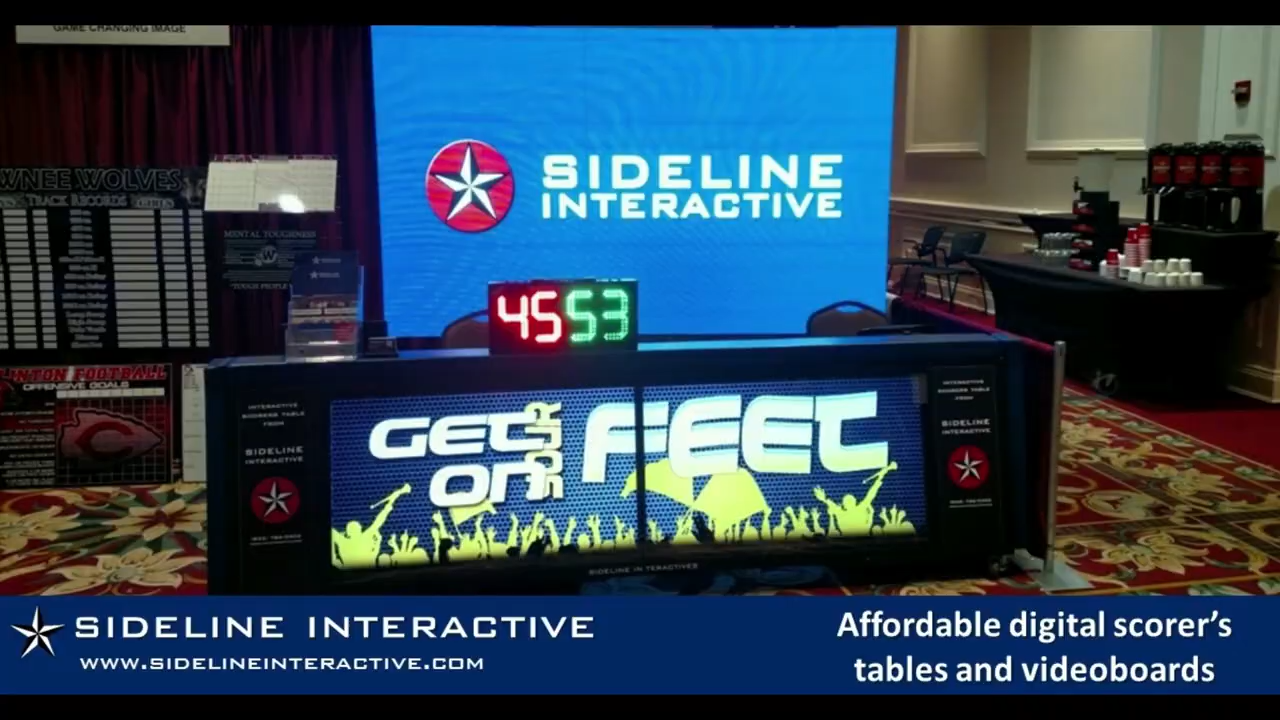 GAME CHANGING IMAGE
SIDELINE
INTERACTIVE
WNEE WOLVES
TRACK RECORDS GIRLS
MENTAL TOUGHNESS
W
"TOUGH PEOPLE
45 53
LINTON FOOTBALL
OFFENSIVE GOALS
C
INTERACTIVE
SCORERS TABLE
FROM
SIDELINE
INTERACTIVE
GET
ON
YOUR
FEET
SIDELINE INTERACTIVE
INTERACTIVE
SCORERS TABLE
FROM
SIDELINE
INTERACTIVE
SIDELINE INTERACTIVE
WWW.SIDELINEINTERACTIVE.COM
Affordable digital scorer's
tables and videoboards